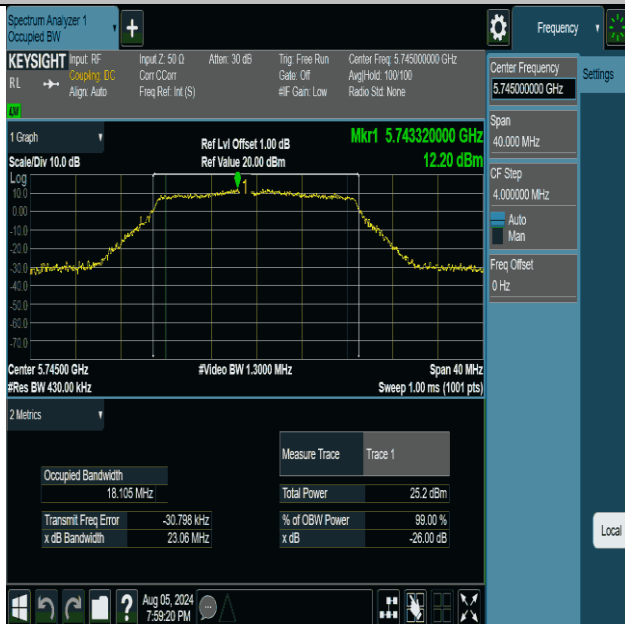 Spectrum Analyzer 1
Occupied BW
+
Frequency
KEYSIGHT
RL
Input: RF
Coupling: DC
Align: Auto
Input Z: 50 Ω
Corr CCorr
Freq Ref: Int (S)
Atten: 30 dB
Trig: Free Run
Gate: Off
#IF Gain: Low
Center Freq: 5.745000000 GHz
Avg|Hold: 100/100
Radio Std: None
LM
1 Graph
Scale/Div 10.0 dB
Ref Lvl Offset 1.00 dB
Ref Value 20.00 dBm
Mkr1 5.743320000 GHz
12.20 dBm
Log
10.0
0.00
-10.0
-20.0
-30.0
-40.0
-50.0
-60.0
-70.0
1
Center 5.74500 GHz
#Res BW 430.00 kHz
#Video BW 1.3000 MHz
Span 40 MHz
Sweep 1.00 ms (1001 pts)
2 Metrics
Measure Trace Trace 1
Occupied Bandwidth
18.105 MHz
Total Power 25.2 dBm
Transmit Freq Error -30.798 kHz
% of OBW Power 99.00 %
x dB Bandwidth 23.06 MHz
x dB -26.00 dB
Center Frequency
5.745000000 GHz
Settings
Span
40.000 MHz
CF Step
4.000000 MHz
Auto
Man
Freq Offset
0 Hz
Local
?
Aug 05, 2024
7:59:20 PM